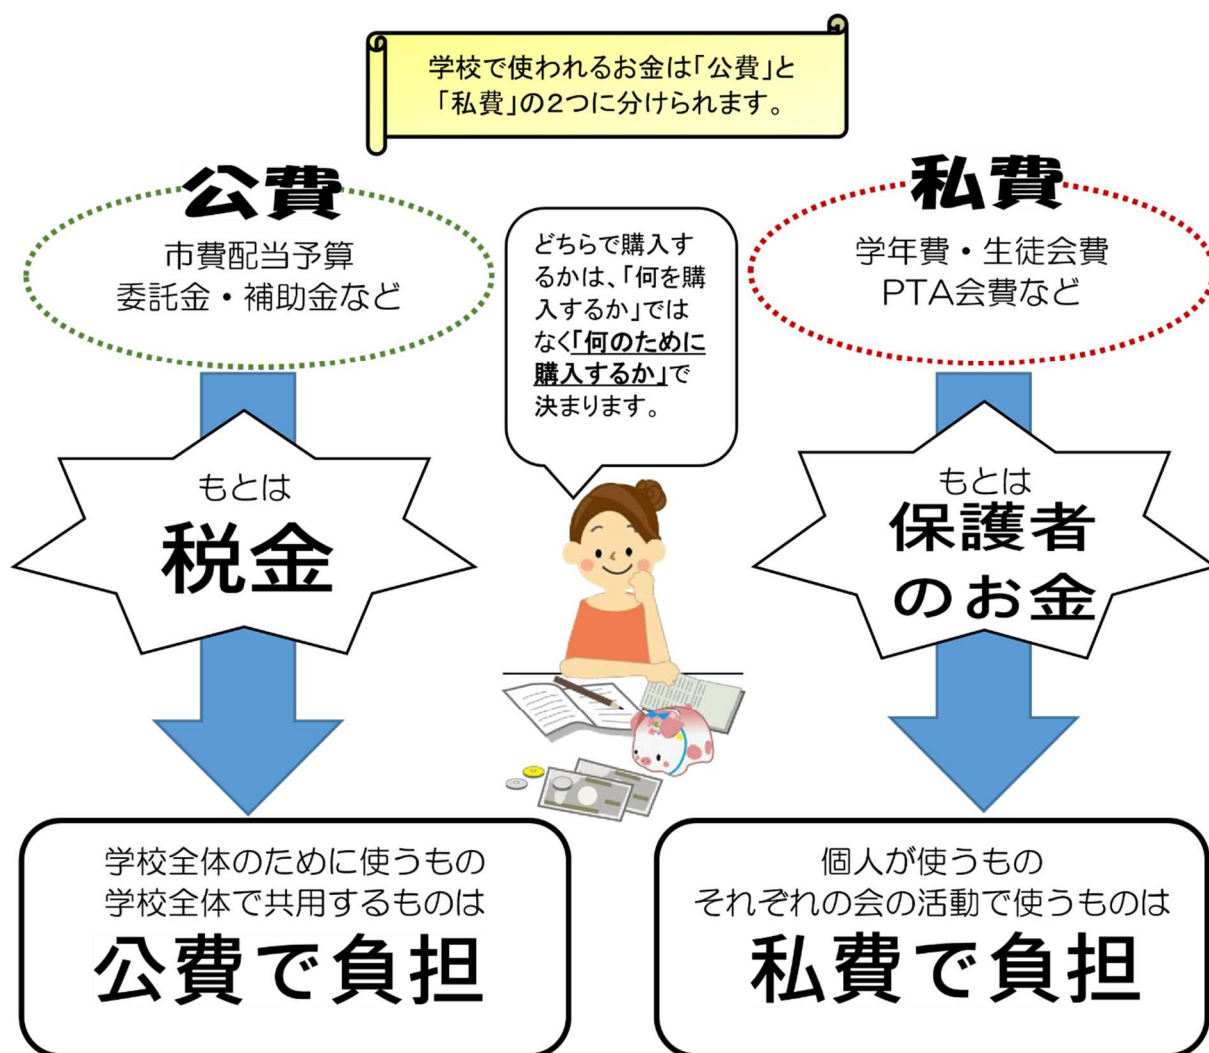 学校で使われるお金は「公費」と
「私費」の２つに分けられます。
公費
市費配当予算
委託金・補助金など
どちらで購入す
るかは、「何を購
入するか」では
なく「何のために
購入するか」で
決まります。
私費
学年費・生徒会費
PTA会費など
もとは
税金
もとは
保護者
のお金
学校全体のために使うもの
学校全体で共用するものは
公費で負担
個人が使うもの
それぞれの会の活動で使うものは
私費で負担